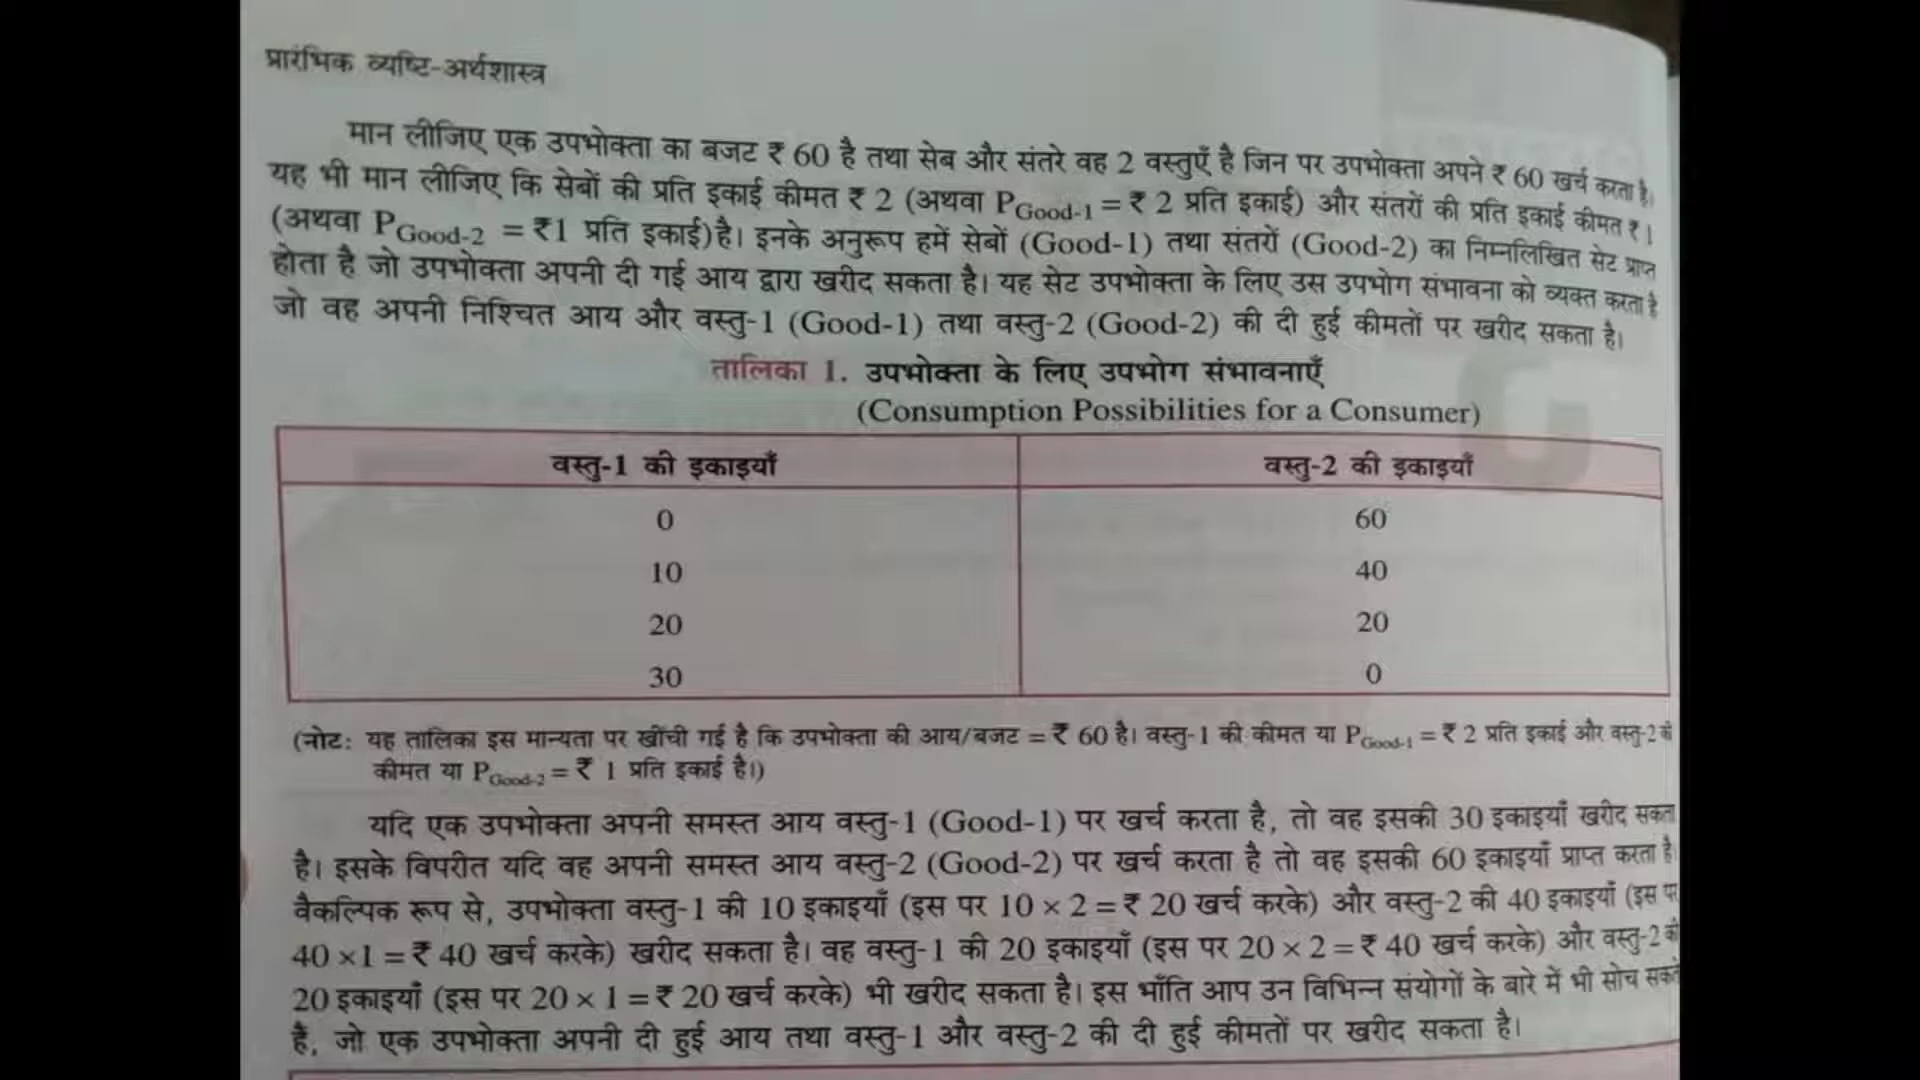 प्रारंभिक व्यष्टि-अर्थशास्त्र
मान लीजिए एक उपभोक्ता का बजट ₹ 60 है तथा सेब और संतरे वह 2 वस्तुएँ है जिन पर उपभोक्ता अपने ₹ 60 खर्च करता है।
यह भी मान लीजिए कि सेबों की प्रति इकाई कीमत ₹ 2 (अथवा PGood-1 = ₹ 2 प्रति इकाई) और संतरों की प्रति इकाई कीमत ₹ 1
(अथवा PGood-2 = ₹1 प्रति इकाई)है। इनके अनुरूप हमें सेबों (Good-1) तथा संतरों (Good-2) का निम्नलिखित सेट प्राप्त
होता है जो उपभोक्ता अपनी दी गई आय द्वारा खरीद सकता है। यह सेट उपभोक्ता के लिए उस उपभोग संभावना को व्यक्त करता है
जो वह अपनी निश्चित आय और वस्तु-1 (Good-1) तथा वस्तु-2 (Good-2) की दी हुई कीमतों पर खरीद सकता है।
तालिका 1. उपभोक्ता के लिए उपभोग संभावनाएँ
(Consumption Possibilities for a Consumer)
वस्तु-1 की इकाइयाँ वस्तु-2 की इकाइयाँ
0 60
10 40
20 20
30 0
(नोट: यह तालिका इस मान्यता पर खींची गई है कि उपभोक्ता की आय/बजट = ₹ 60 है। वस्तु-1 की कीमत या PGood-1 = ₹ 2 प्रति इकाई और वस्तु-2 की
कीमत या PGood-2 = ₹ 1 प्रति इकाई है।)
यदि एक उपभोक्ता अपनी समस्त आय वस्तु-1 (Good-1) पर खर्च करता है, तो वह इसकी 30 इकाइयाँ खरीद सकता
है। इसके विपरीत यदि वह अपनी समस्त आय वस्तु-2 (Good-2) पर खर्च करता है तो वह इसकी 60 इकाइयाँ प्राप्त करता है।
वैकल्पिक रूप से, उपभोक्ता वस्तु-1 की 10 इकाइयाँ (इस पर 10 × 2 = ₹ 20 खर्च करके) और वस्तु-2 की 40 इकाइयाँ (इस पर
40 ×1 = ₹ 40 खर्च करके) खरीद सकता है। वह वस्तु-1 की 20 इकाइयाँ (इस पर 20 × 2 = ₹ 40 खर्च करके) और वस्तु-2 की
20 इकाइयाँ (इस पर 20 × 1 = ₹ 20 खर्च करके) भी खरीद सकता है। इस भाँति आप उन विभिन्न संयोगों के बारे में भी सोच सकते
हैं, जो एक उपभोक्ता अपनी दी हुई आय तथा वस्तु-1 और वस्तु-2 की दी हुई कीमतों पर खरीद सकता है।